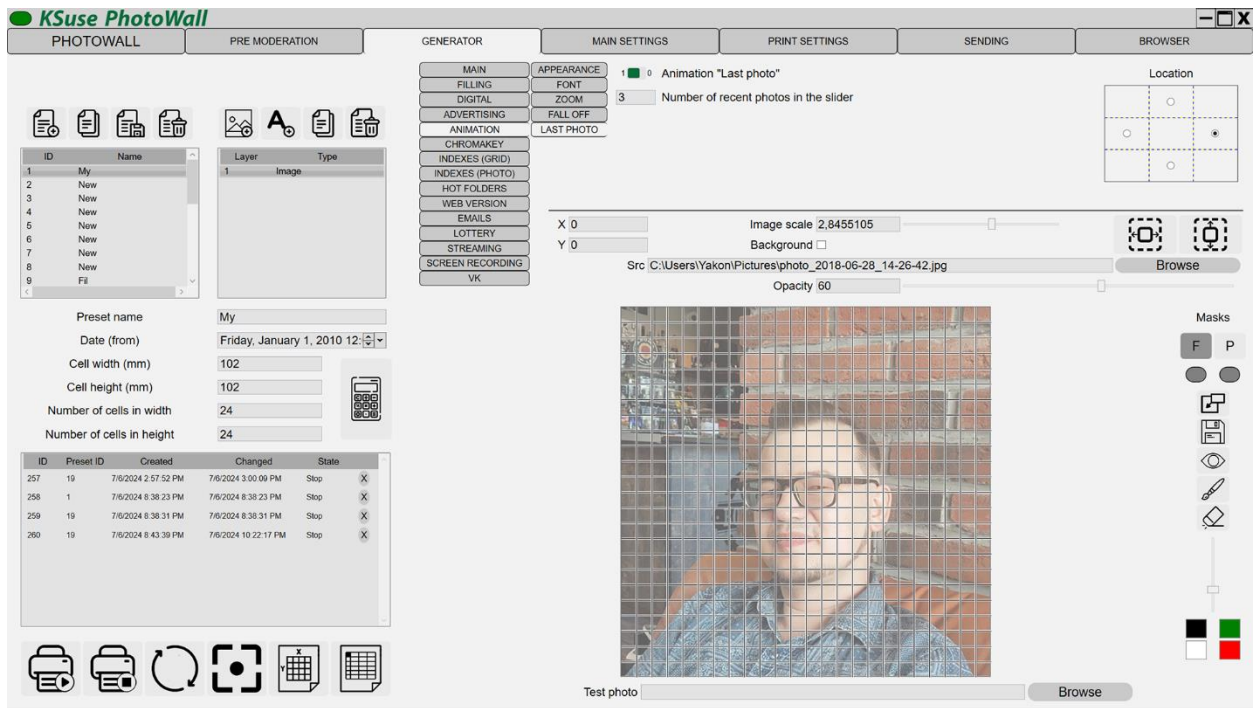 KSuse PhotoWall
PHOTOWALL PRE MODERATION GENERATOR MAIN SETTINGS PRINT SETTINGS SENDING BROWSER
MAIN
FILLING
DIGITAL
ADVERTISING
ANIMATION
CHROMAKEY
INDEXES (GRID)
INDEXES (PHOTO)
HOT FOLDERS
WEB VERSION
EMAILS
LOTTERY
STREAMING
SCREEN RECORDING
VK
APPEARANCE
FONT
ZOOM
FALL OFF
LAST PHOTO
1 0 Animation "Last photo"
3 Number of recent photos in the slider
Location
ID Name
1 My
2 New
3 New
4 New
5 New
6 New
7 New
8 New
9 Fil
Layer Type
1 Image
X 0
Y 0
Image scale 2,8455105
Background
Src C:\Users\Yakon\Pictures\photo_2018-06-28_14-26-42.jpg Browse
Opacity 60
Preset name My
Date (from) Friday, January 1, 2010 12:
Cell width (mm) 102
Cell height (mm) 102
Number of cells in width 24
Number of cells in height 24
ID Preset ID Created Changed State
257 19 7/6/2024 2:57:52 PM 7/6/2024 3:00:09 PM Stop X
258 1 7/6/2024 8:38:23 PM 7/6/2024 8:38:23 PM Stop X
259 19 7/6/2024 8:38:31 PM 7/6/2024 8:38:31 PM Stop X
260 19 7/6/2024 8:43:39 PM 7/6/2024 10:22:17 PM Stop X
Masks
F P
X
Y
Test photo Browse